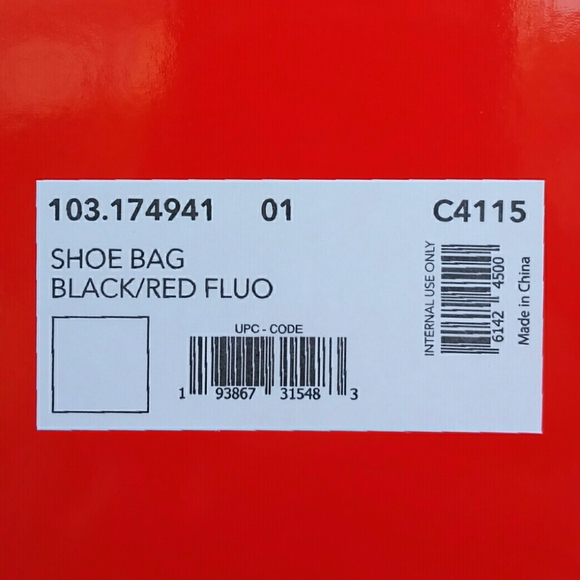 103.174941 01 C4115
SHOE BAG
BLACK/RED FLUO
UPC - CODE
1 93867 31548 3
INTERNAL USE ONLY
6142 4500
Made in China